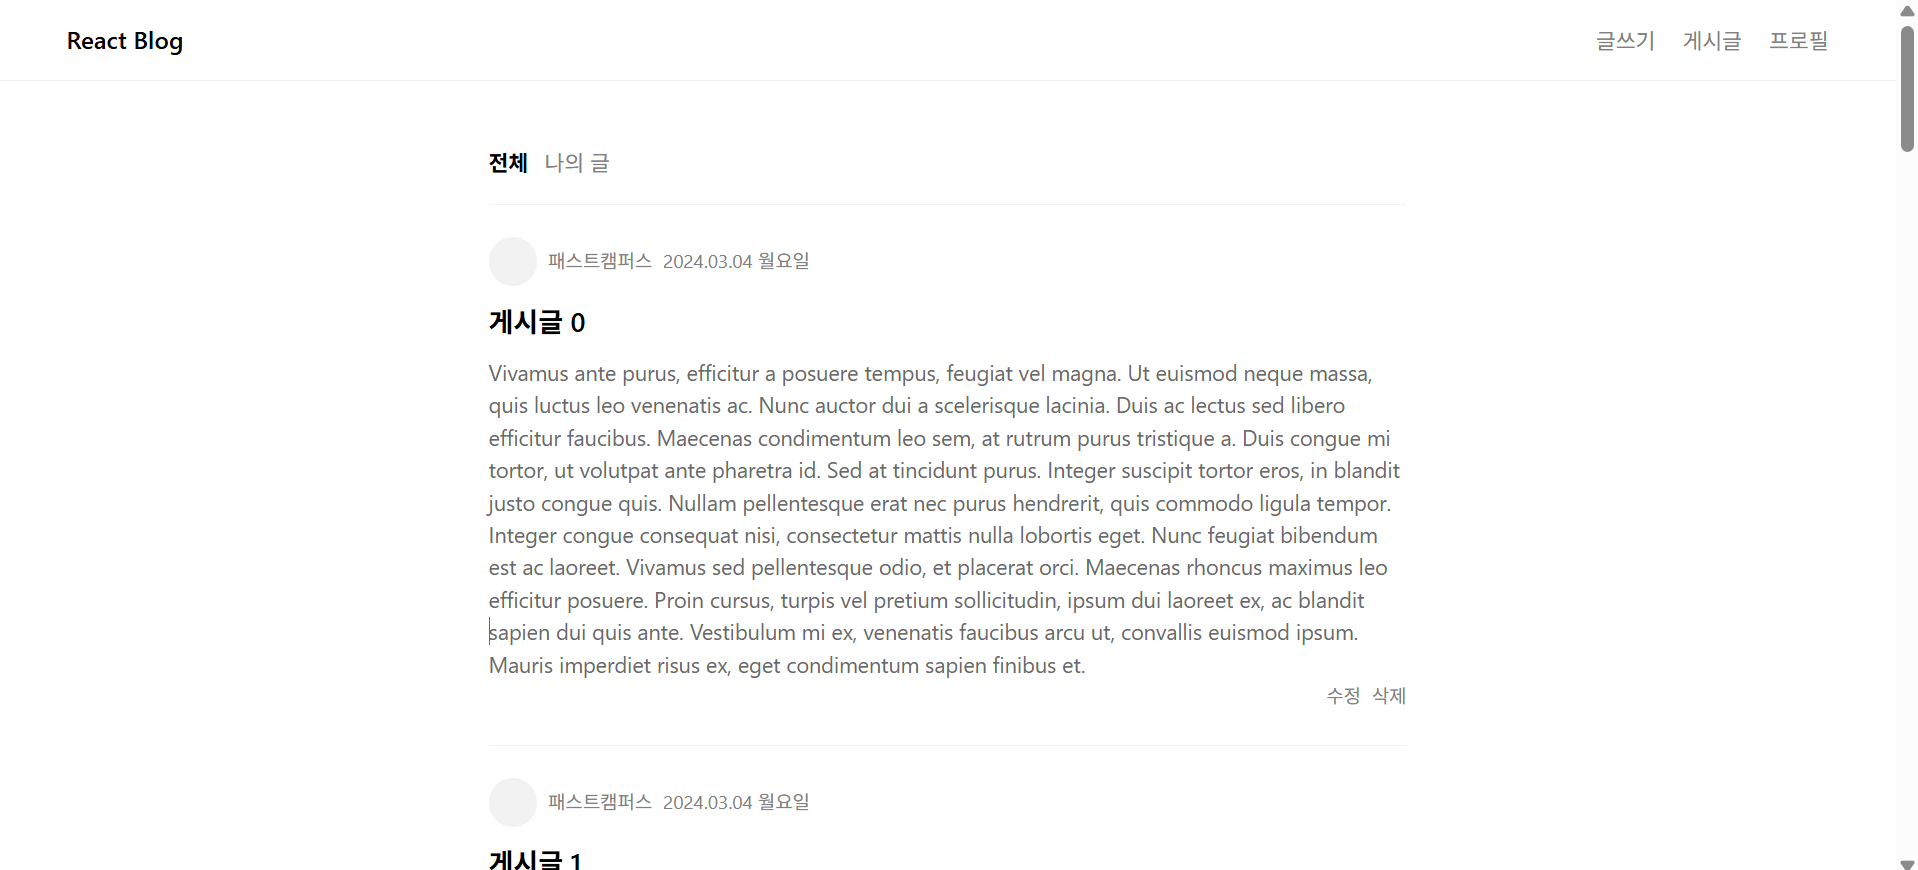 React Blog
글쓰기 게시글 프로필
전체 나의 글
패스트캠퍼스 2024.03.04 월요일
게시글 0
Vivamus ante purus, efficitur a posuere tempus, feugiat vel magna. Ut euismod neque massa,
quis luctus leo venenatis ac. Nunc auctor dui a scelerisque lacinia. Duis ac lectus sed libero
efficitur faucibus. Maecenas condimentum leo sem, at rutrum purus tristique a. Duis congue mi
tortor, ut volutpat ante pharetra id. Sed at tincidunt purus. Integer suscipit tortor eros, in blandit
justo congue quis. Nullam pellentesque erat nec purus hendrerit, quis commodo ligula tempor.
Integer congue consequat nisi, consectetur mattis nulla lobortis eget. Nunc feugiat bibendum
est ac laoreet. Vivamus sed pellentesque odio, et placerat orci. Maecenas rhoncus maximus leo
efficitur posuere. Proin cursus, turpis vel pretium sollicitudin, ipsum dui laoreet ex, ac blandit
sapien dui quis ante. Vestibulum mi ex, venenatis faucibus arcu ut, convallis euismod ipsum.
Mauris imperdiet risus ex, eget condimentum sapien finibus et.
수정 삭제
패스트캠퍼스 2024.03.04 월요일
게시글 1